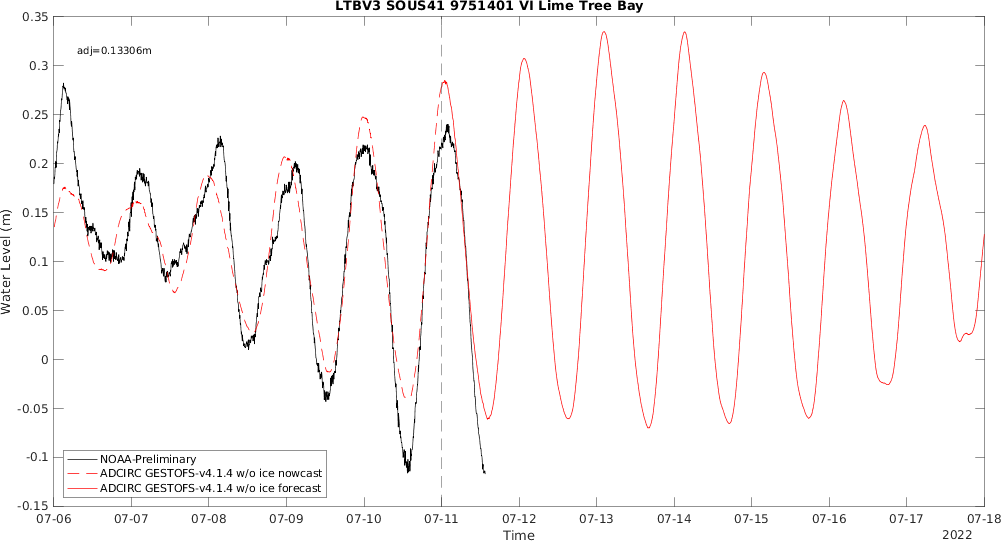 LTBV3 SOUS41 9751401 VI Lime Tree Bay
adj=0.13306m
0.35
0.3
0.25
0.2
0.15
0.1
0.05
0
-0.05
-0.1
-0.15
Water Level (m)
NOAA-Preliminary
ADCIRC GESTOFS-v4.1.4 w/o ice nowcast
ADCIRC GESTOFS-v4.1.4 w/o ice forecast
07-06 07-07 07-08 07-09 07-10 07-11 07-12 07-13 07-14 07-15 07-16 07-17 07-18
Time
2022